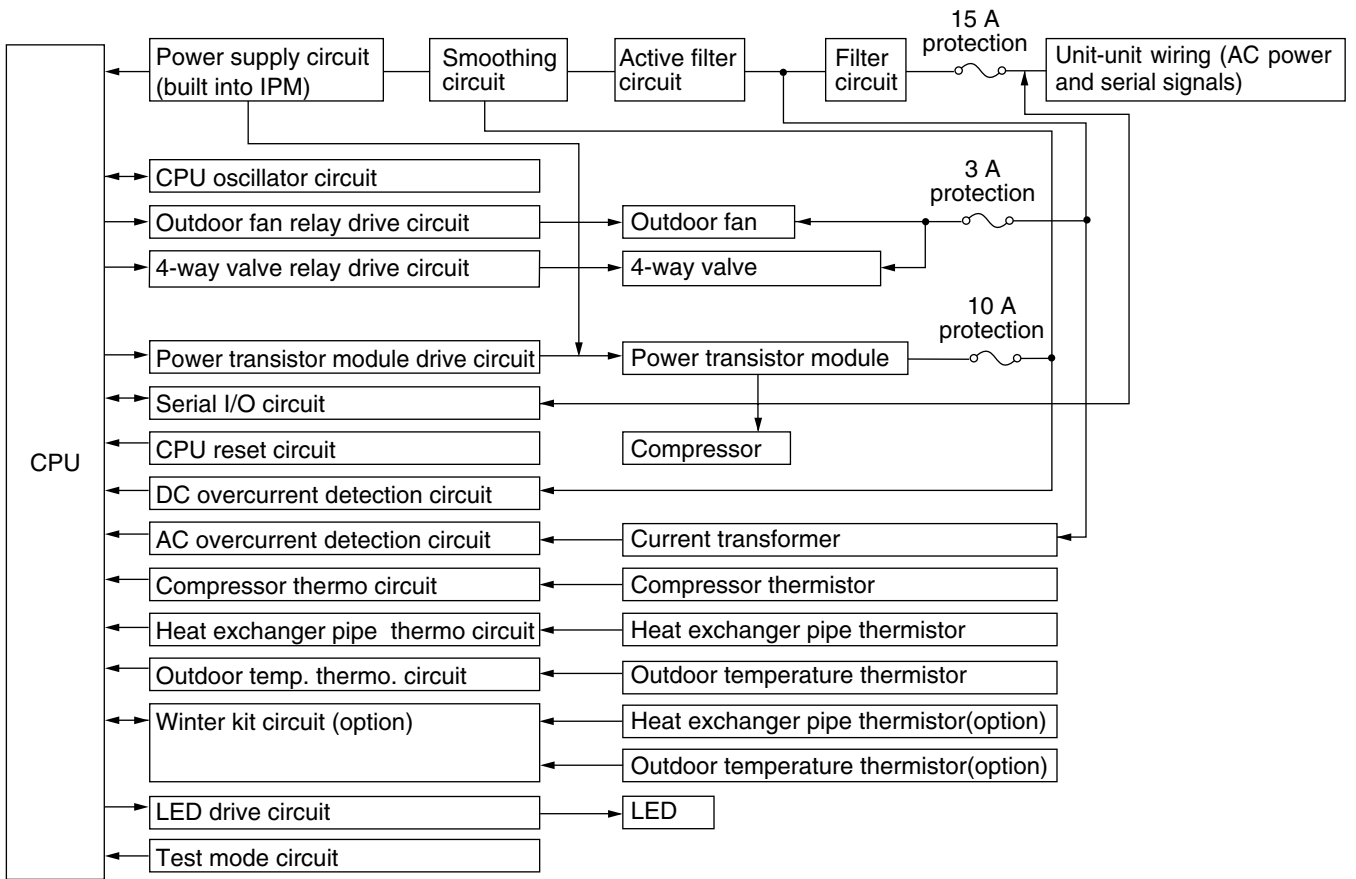 15 A
protection
Power supply circuit
(built into IPM)
Smoothing
circuit
Active filter
circuit
Filter
circuit
Unit-unit wiring (AC power
and serial signals)
CPU oscillator circuit
3 A
protection
Outdoor fan relay drive circuit
Outdoor fan
4-way valve relay drive circuit
4-way valve
10 A
protection
Power transistor module drive circuit
Power transistor module
Serial I/O circuit
CPU reset circuit
Compressor
CPU
DC overcurrent detection circuit
AC overcurrent detection circuit
Current transformer
Compressor thermo circuit
Compressor thermistor
Heat exchanger pipe thermo circuit
Heat exchanger pipe thermistor
Outdoor temp. thermo. circuit
Outdoor temperature thermistor
Winter kit circuit (option)
Heat exchanger pipe thermistor(option)
Outdoor temperature thermistor(option)
LED drive circuit
LED
Test mode circuit